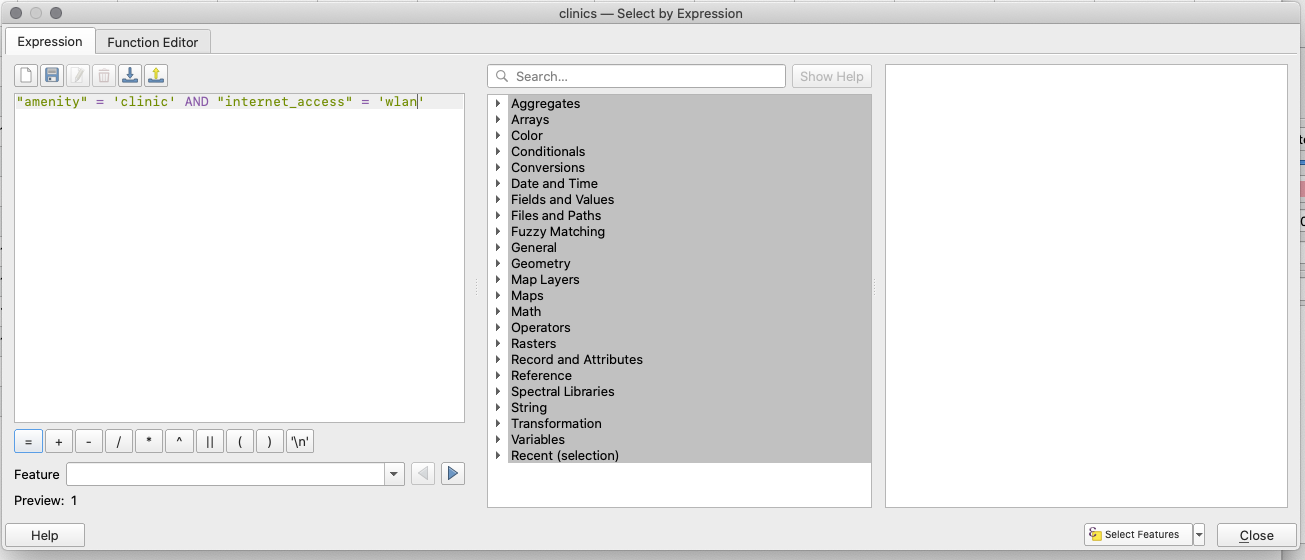 clinics — Select by Expression
Expression
Function Editor
Search...
Show Help
"amenity" = 'clinic' AND "internet_access" = 'wlan'
Aggregates
Arrays
Color
Conditionals
Conversions
Date and Time
Fields and Values
Files and Paths
Fuzzy Matching
General
Geometry
Map Layers
Maps
Math
Operators
Rasters
Record and Attributes
Reference
Spectral Libraries
String
Transformation
Variables
Recent (selection)
= + - / * ^ || ( ) '\n'
Feature
Preview: 1
Help
Select Features
Close